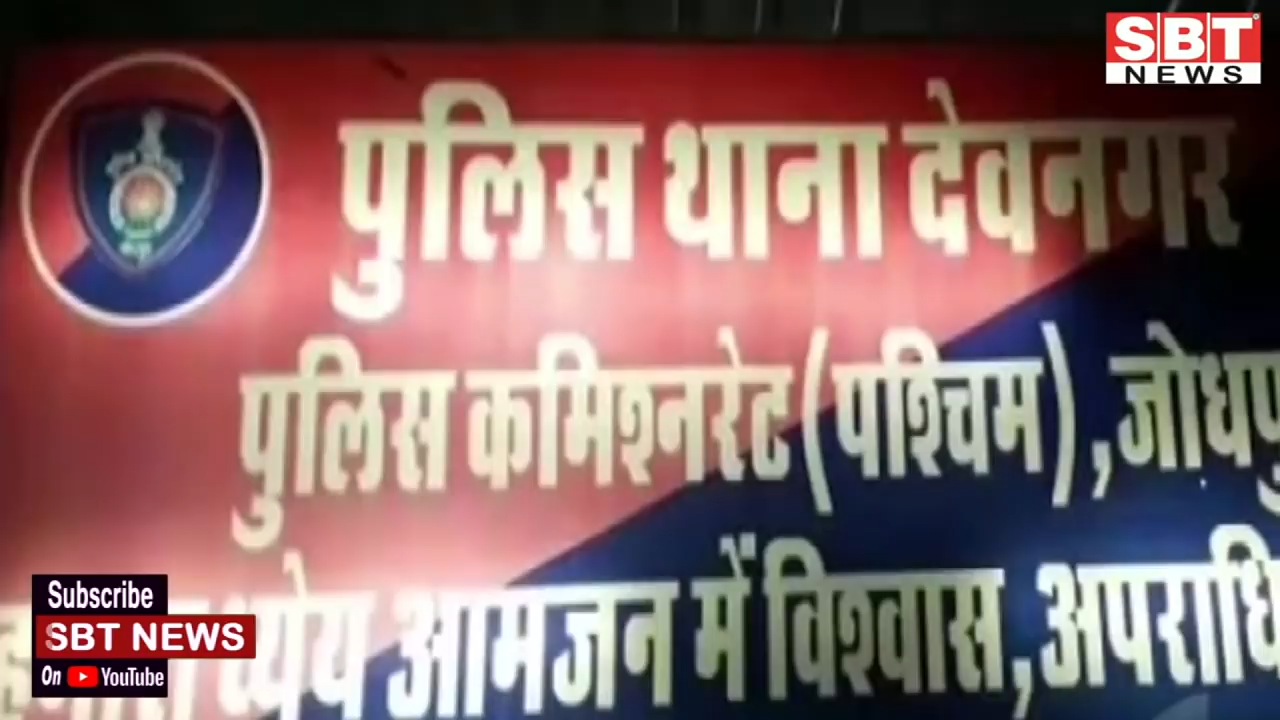 SBT
NEWS
पुलिस थाना देवनगर
पुलिस कमिश्नरेट (पश्चिम), जोधपु
ध्येय आमजन में विश्वास, अपराधि
Subscribe
SBT NEWS
On YouTube